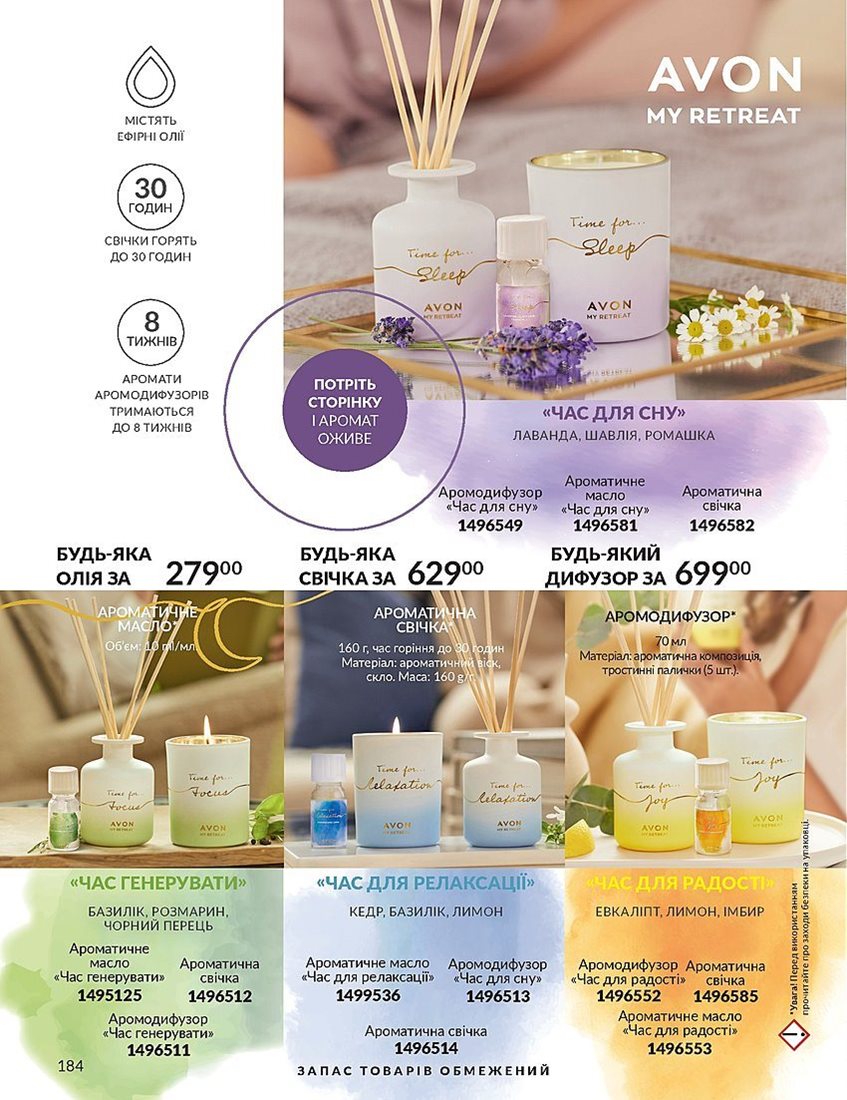 AVON
MY RETREAT
МІСТЯТЬ
ЕФІРНІ ОЛІЇ
30
ГОДИН
СВІЧКИ ГОРЯТЬ
ДО 30 ГОДИН
8
ТИЖНІВ
АРОМАТИ
АРОМОДИФУЗОРІВ
ТРИМАЮТЬСЯ
ДО 8 ТИЖНІВ
Time for...
Sleep
AVON
MY RETREAT
Time for...
Sleep
AVON
MY RETREAT
ПОТРІТЬ
СТОРІНКУ
І АРОМАТ
ОЖИВЕ
«ЧАС ДЛЯ СНУ»
ЛАВАНДА, ШАВЛІЯ, РОМАШКА
Аромодифузор
«Час для сну»
1496549
Ароматичне
масло
«Час для сну»
1496581
Ароматична
свічка
1496582
БУДЬ-ЯКА
ОЛІЯ ЗА 279⁰⁰
БУДЬ-ЯКА
СВІЧКА ЗА 629⁰⁰
БУДЬ-ЯКИЙ
ДИФУЗОР ЗА 699⁰⁰
АРОМАТИЧНЕ
МАСЛО*
Об'єм: 10 ml/мл.
АРОМАТИЧНА
СВІЧКА*
160 г, час горіння до 30 годин
Матеріал: ароматичний віск,
скло. Маса: 160 g/г.
АРОМОДИФУЗОР*
70 мл
Матеріал: ароматична композиція,
тростинні палички (5 шт.).
Time for...
Focus
AVON
MY RETREAT
Time for...
Focus
AVON
MY RETREAT
Time for...
Relaxation
AVON
MY RETREAT
Time for...
Relaxation
AVON
MY RETREAT
Time for...
Joy
AVON
MY RETREAT
Time for...
Joy
AVON
MY RETREAT
«ЧАС ГЕНЕРУВАТИ»
БАЗИЛІК, РОЗМАРИН,
ЧОРНИЙ ПЕРЕЦЬ
Ароматичне
масло
«Час генерувати»
1495125
Ароматична
свічка
1496512
Аромодифузор
«Час генерувати»
1496511
«ЧАС ДЛЯ РЕЛАКСАЦІЇ»
КЕДР, БАЗИЛІК, ЛИМОН
Ароматичне масло
«Час для релаксації»
1499536
Аромодифузор
«Час для сну»
1496513
Ароматична свічка
1496514
«ЧАС ДЛЯ РАДОСТІ»
ЕВКАЛІПТ, ЛИМОН, ІМБИР
Аромодифузор
«Час для радості»
1496552
Ароматична
свічка
1496585
Ароматичне масло
«Час для радості»
1496553
*Увага! Перед використанням
прочитайте про заходи безпеки на упаковці.
184
ЗАПАС ТОВАРІВ ОБМЕЖЕНИЙ